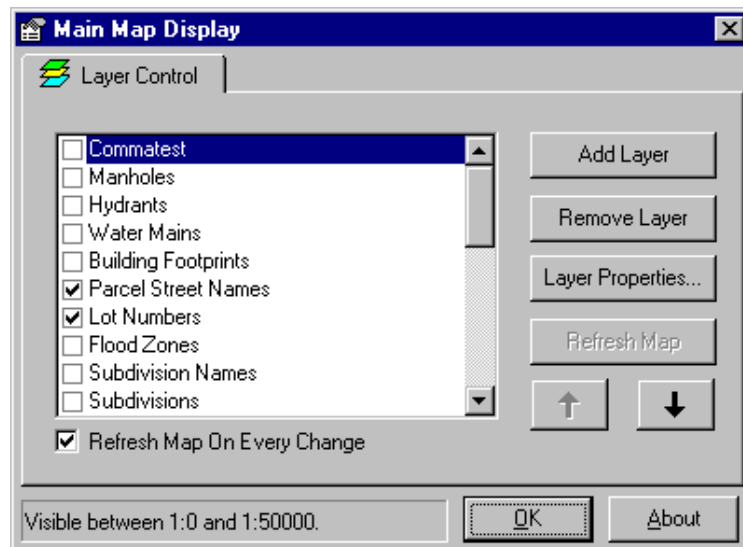 Main Map Display
Layer Control
Commatest
Manholes
Hydrants
Water Mains
Building Footprints
Parcel Street Names
Lot Numbers
Flood Zones
Subdivision Names
Subdivisions
Refresh Map On Every Change
Add Layer
Remove Layer
Layer Properties...
Refresh Map
Visible between 1:0 and 1:50000.
OK
About